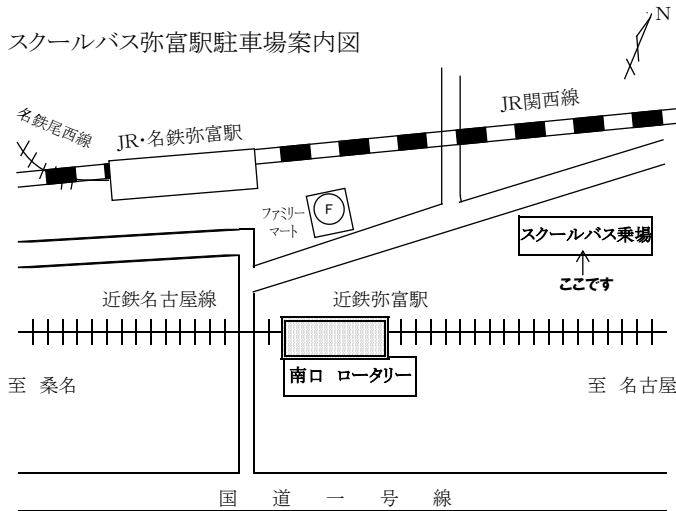 N
スクールバス弥富駅駐車場案内図
JR関西線
名鉄尾西線
JR・名鉄弥富駅
ファミリー
マート
F
スクールバス乗場
ここです
近鉄名古屋線
近鉄弥富駅
南口 ロータリー
至 桑名
至 名古屋
国道一号線